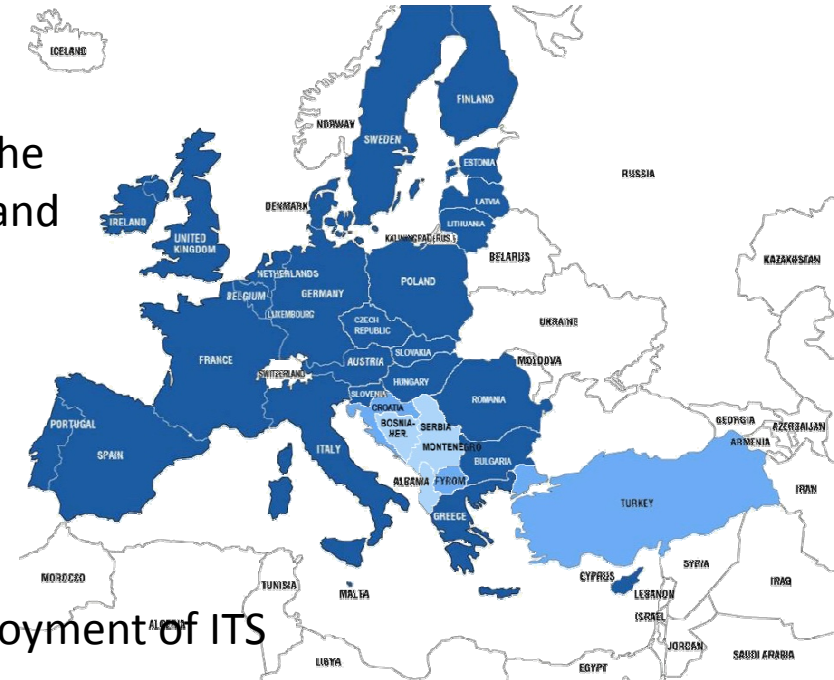 ICELAND
FINLAND
NORWAY
SWEDEN
he
ESTONIA
RUSSIA
LATVIA
DENMARK
and
IRELAND
LITHUANIA
UNITED
KINGDOM
BELARUS
KAZAKHSTAN
NETHERLANDS
POLAND
BELGIUM
GERMANY
LUXEMBOURG
CZECH
REPUBLIC
UKRAINE
FRANCE
SLOVAKIA
MOLDOVA
AUSTRIA
SWITZERLAND
HUNGARY
SLOVENIA
ROMANIA
CROATIA
PORTUGAL
BOSNIA-
HER.
SERBIA
GEORGIA
AZERBAIJAN
SPAIN
ITALY
MONTENEGRO
ARMENIA
BULGARIA
ALBANIA
FYROM
IRAN
TURKEY
GREECE
MOROCCO
TUNISIA
CYPRUS
SYRIA
IRAQ
MALTA
LEBANON
ISRAEL
oyment of ITS
JORDAN
SAUDI ARABIA
LIBYA
EGYPT